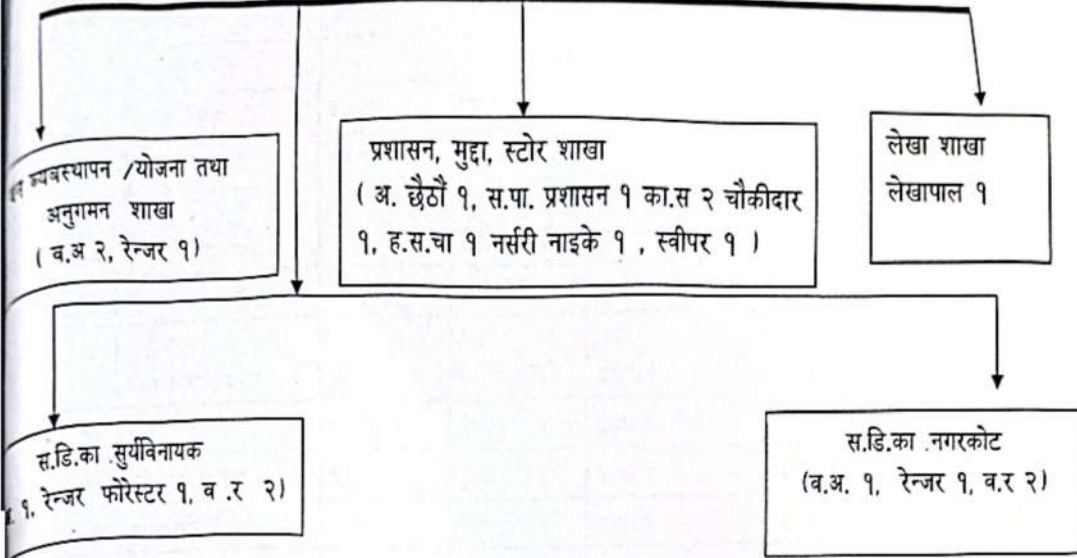 व्यवस्थापन /योजना तथा
अनुगमन शाखा
( व.अ २, रेन्जर १)
प्रशासन, मुद्दा, स्टोर शाखा
( अ. छैठौं १, स.पा. प्रशासन १ का.स २ चौकीदार
१, ह.स.चा १ नर्सरी नाइके १ , स्वीपर १ )
लेखा शाखा
लेखापाल १
स.डि.का .सुर्यविनायक
१, रेन्जर फोरेस्टर १, व .र २)
स.डि.का .नगरकोट
(व.अ. १, रेन्जर १, व.र २)